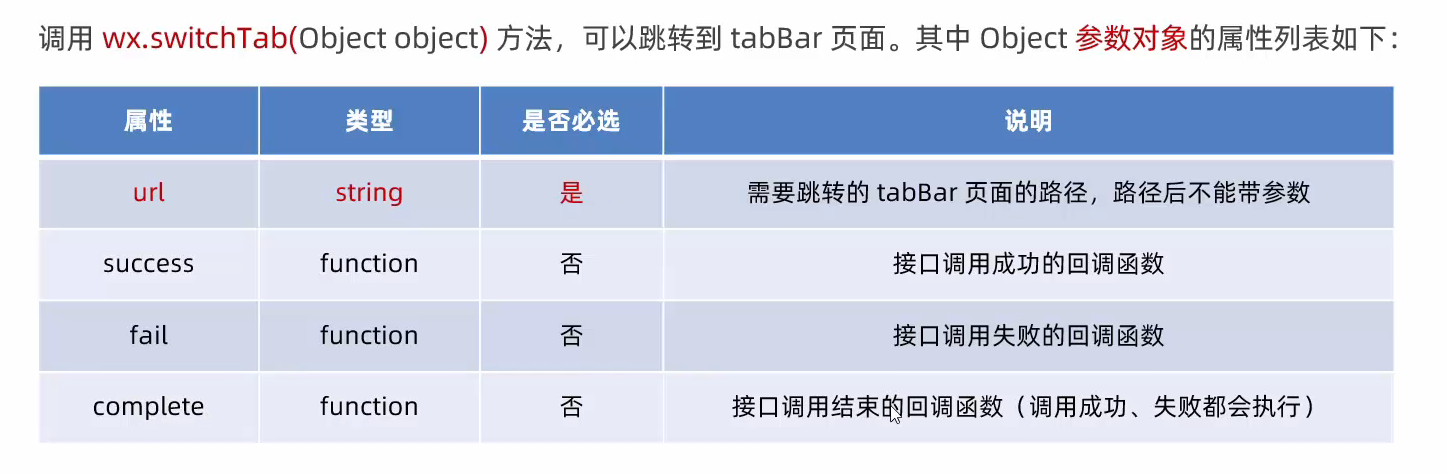 调用 wx.switchTab(Object object) 方法，可以跳转到 tabBar 页面。其中 Object 参数对象的属性列表如下：
属性 类型 是否必选 说明
url string 是 需要跳转的 tabBar 页面的路径，路径后不能带参数
success function 否 接口调用成功的回调函数
fail function 否 接口调用失败的回调函数
complete function 否 接口调用结束的回调函数（调用成功、失败都会执行）